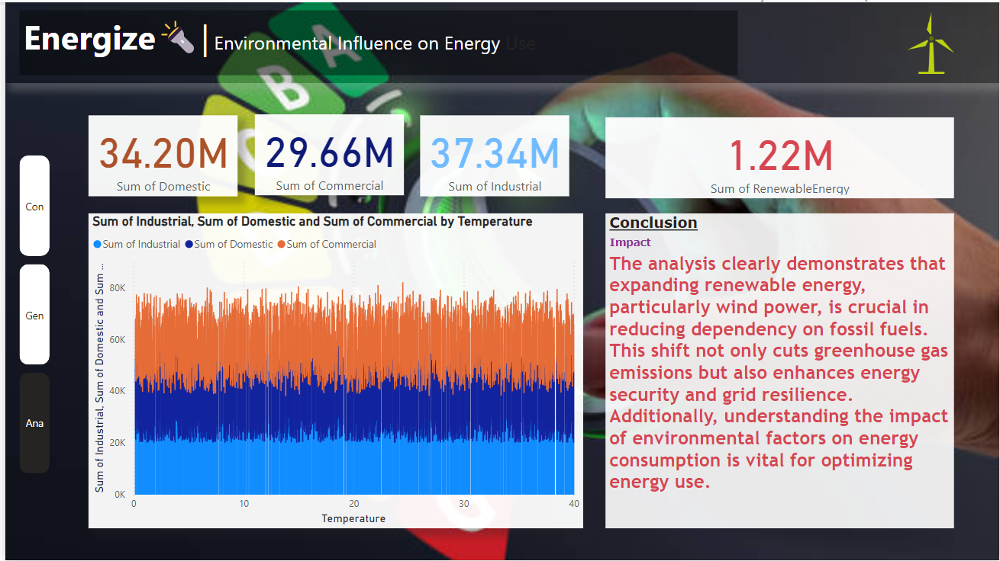 Energize | Environmental Influence on Energy Use
A
B
C
G
34.20M
Sum of Domestic
29.66M
Sum of Commercial
37.34M
Sum of Industrial
1.22M
Sum of RenewableEnergy
Con
Gen
Ana
Sum of Industrial, Sum of Domestic and Sum of Commercial by Temperature
Sum of Industrial Sum of Domestic Sum of Commercial
Sum of Industrial, Sum of Domestic and Sum ...
80K
60K
40K
20K
0K
0 10 20 30 40
Temperature
Conclusion
Impact
The analysis clearly demonstrates that
expanding renewable energy,
particularly wind power, is crucial in
reducing dependency on fossil fuels.
This shift not only cuts greenhouse gas
emissions but also enhances energy
security and grid resilience.
Additionally, understanding the impact
of environmental factors on energy
consumption is vital for optimizing
energy use.